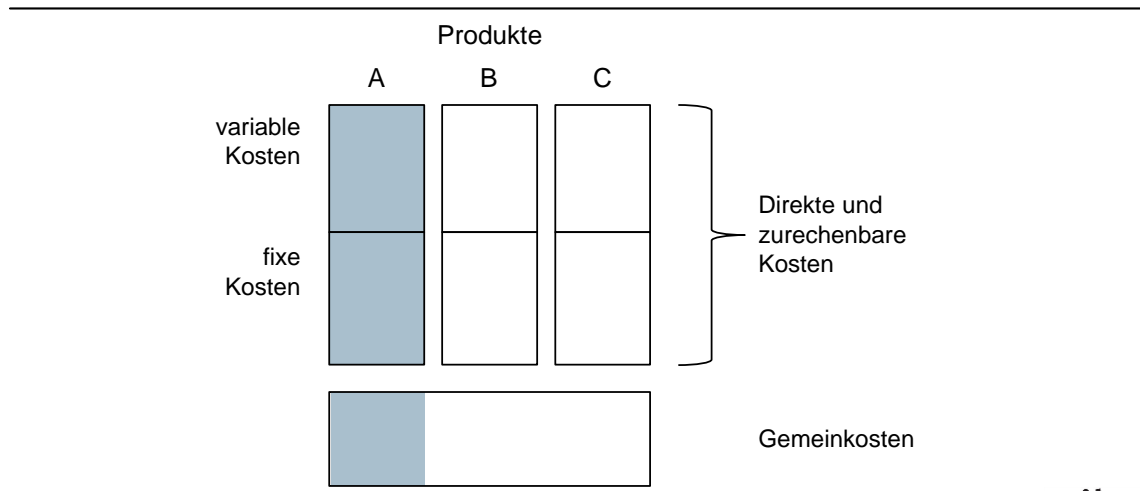 Produkte
A B C
variable
Kosten
fixe
Kosten
Direkte und
zurechenbare
Kosten
Gemeinkosten